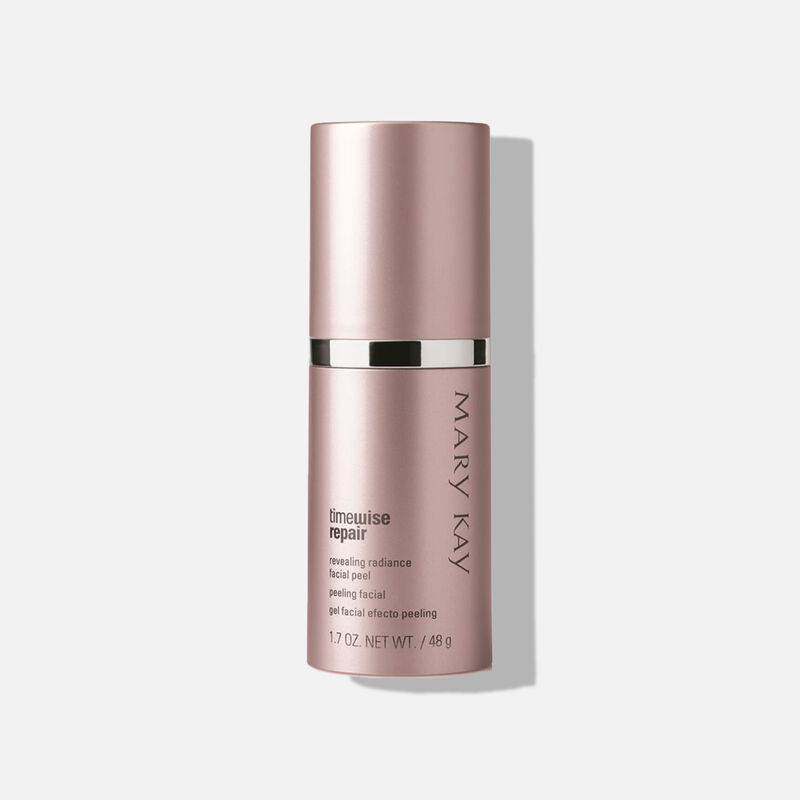 MARY KAY
timewise
repair
revealing radiance
facial peel
peeling facial
gel facial efecto peeling
1.7 OZ. NET WT. / 48 g